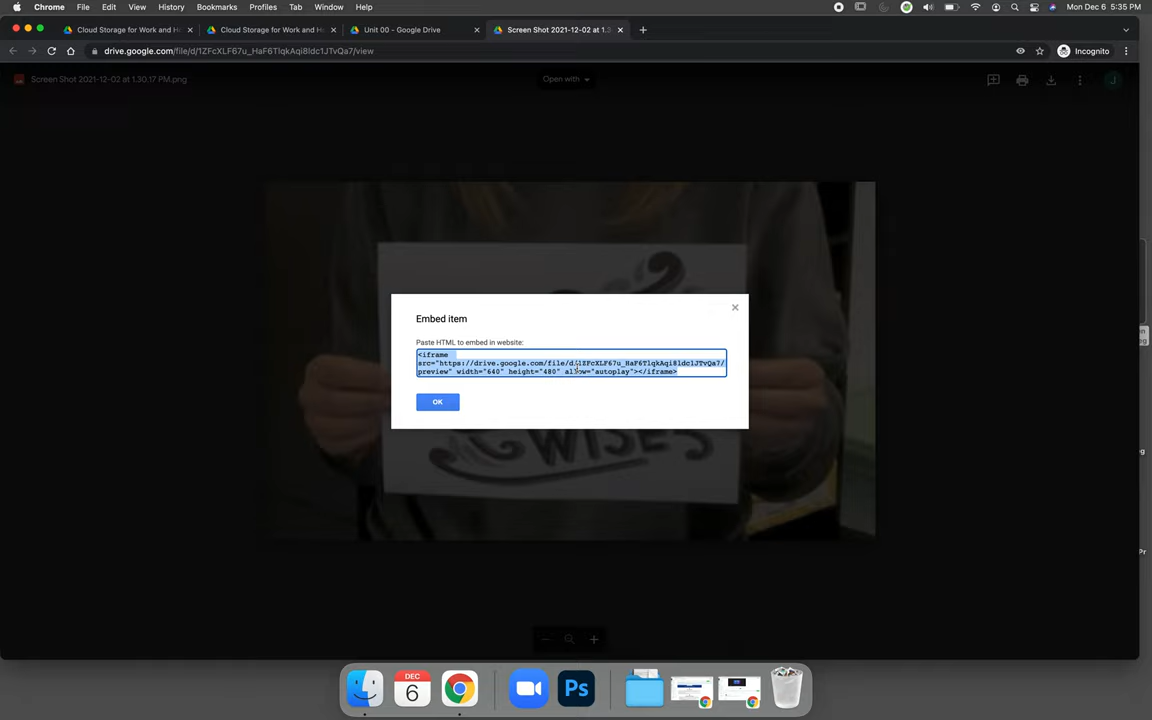 Chrome File Edit View History Bookmarks Profiles Tab Window Help
Mon Dec 6 5:35 PM
Cloud Storage for Work and H
Cloud Storage for Work and H
Unit 00 - Google Drive
Screen Shot 2021-12-02 at 1.3
drive.google.com/file/d/1ZFcXLF67u_HaF6TlqkAqi8ldc1JTvQa7/view
Incognito
Screen Shot 2021-12-02 at 1.30.17 PM.png
Open with
J
Embed item
Paste HTML to embed in website:
<iframe
src="https://drive.google.com/file/d/1ZFcXLF67u_HaF6TlqkAqi8ldc1JTvQa7/
preview" width="640" height="480" allow="autoplay"></iframe>
OK
WISE
DEC
6
Ps